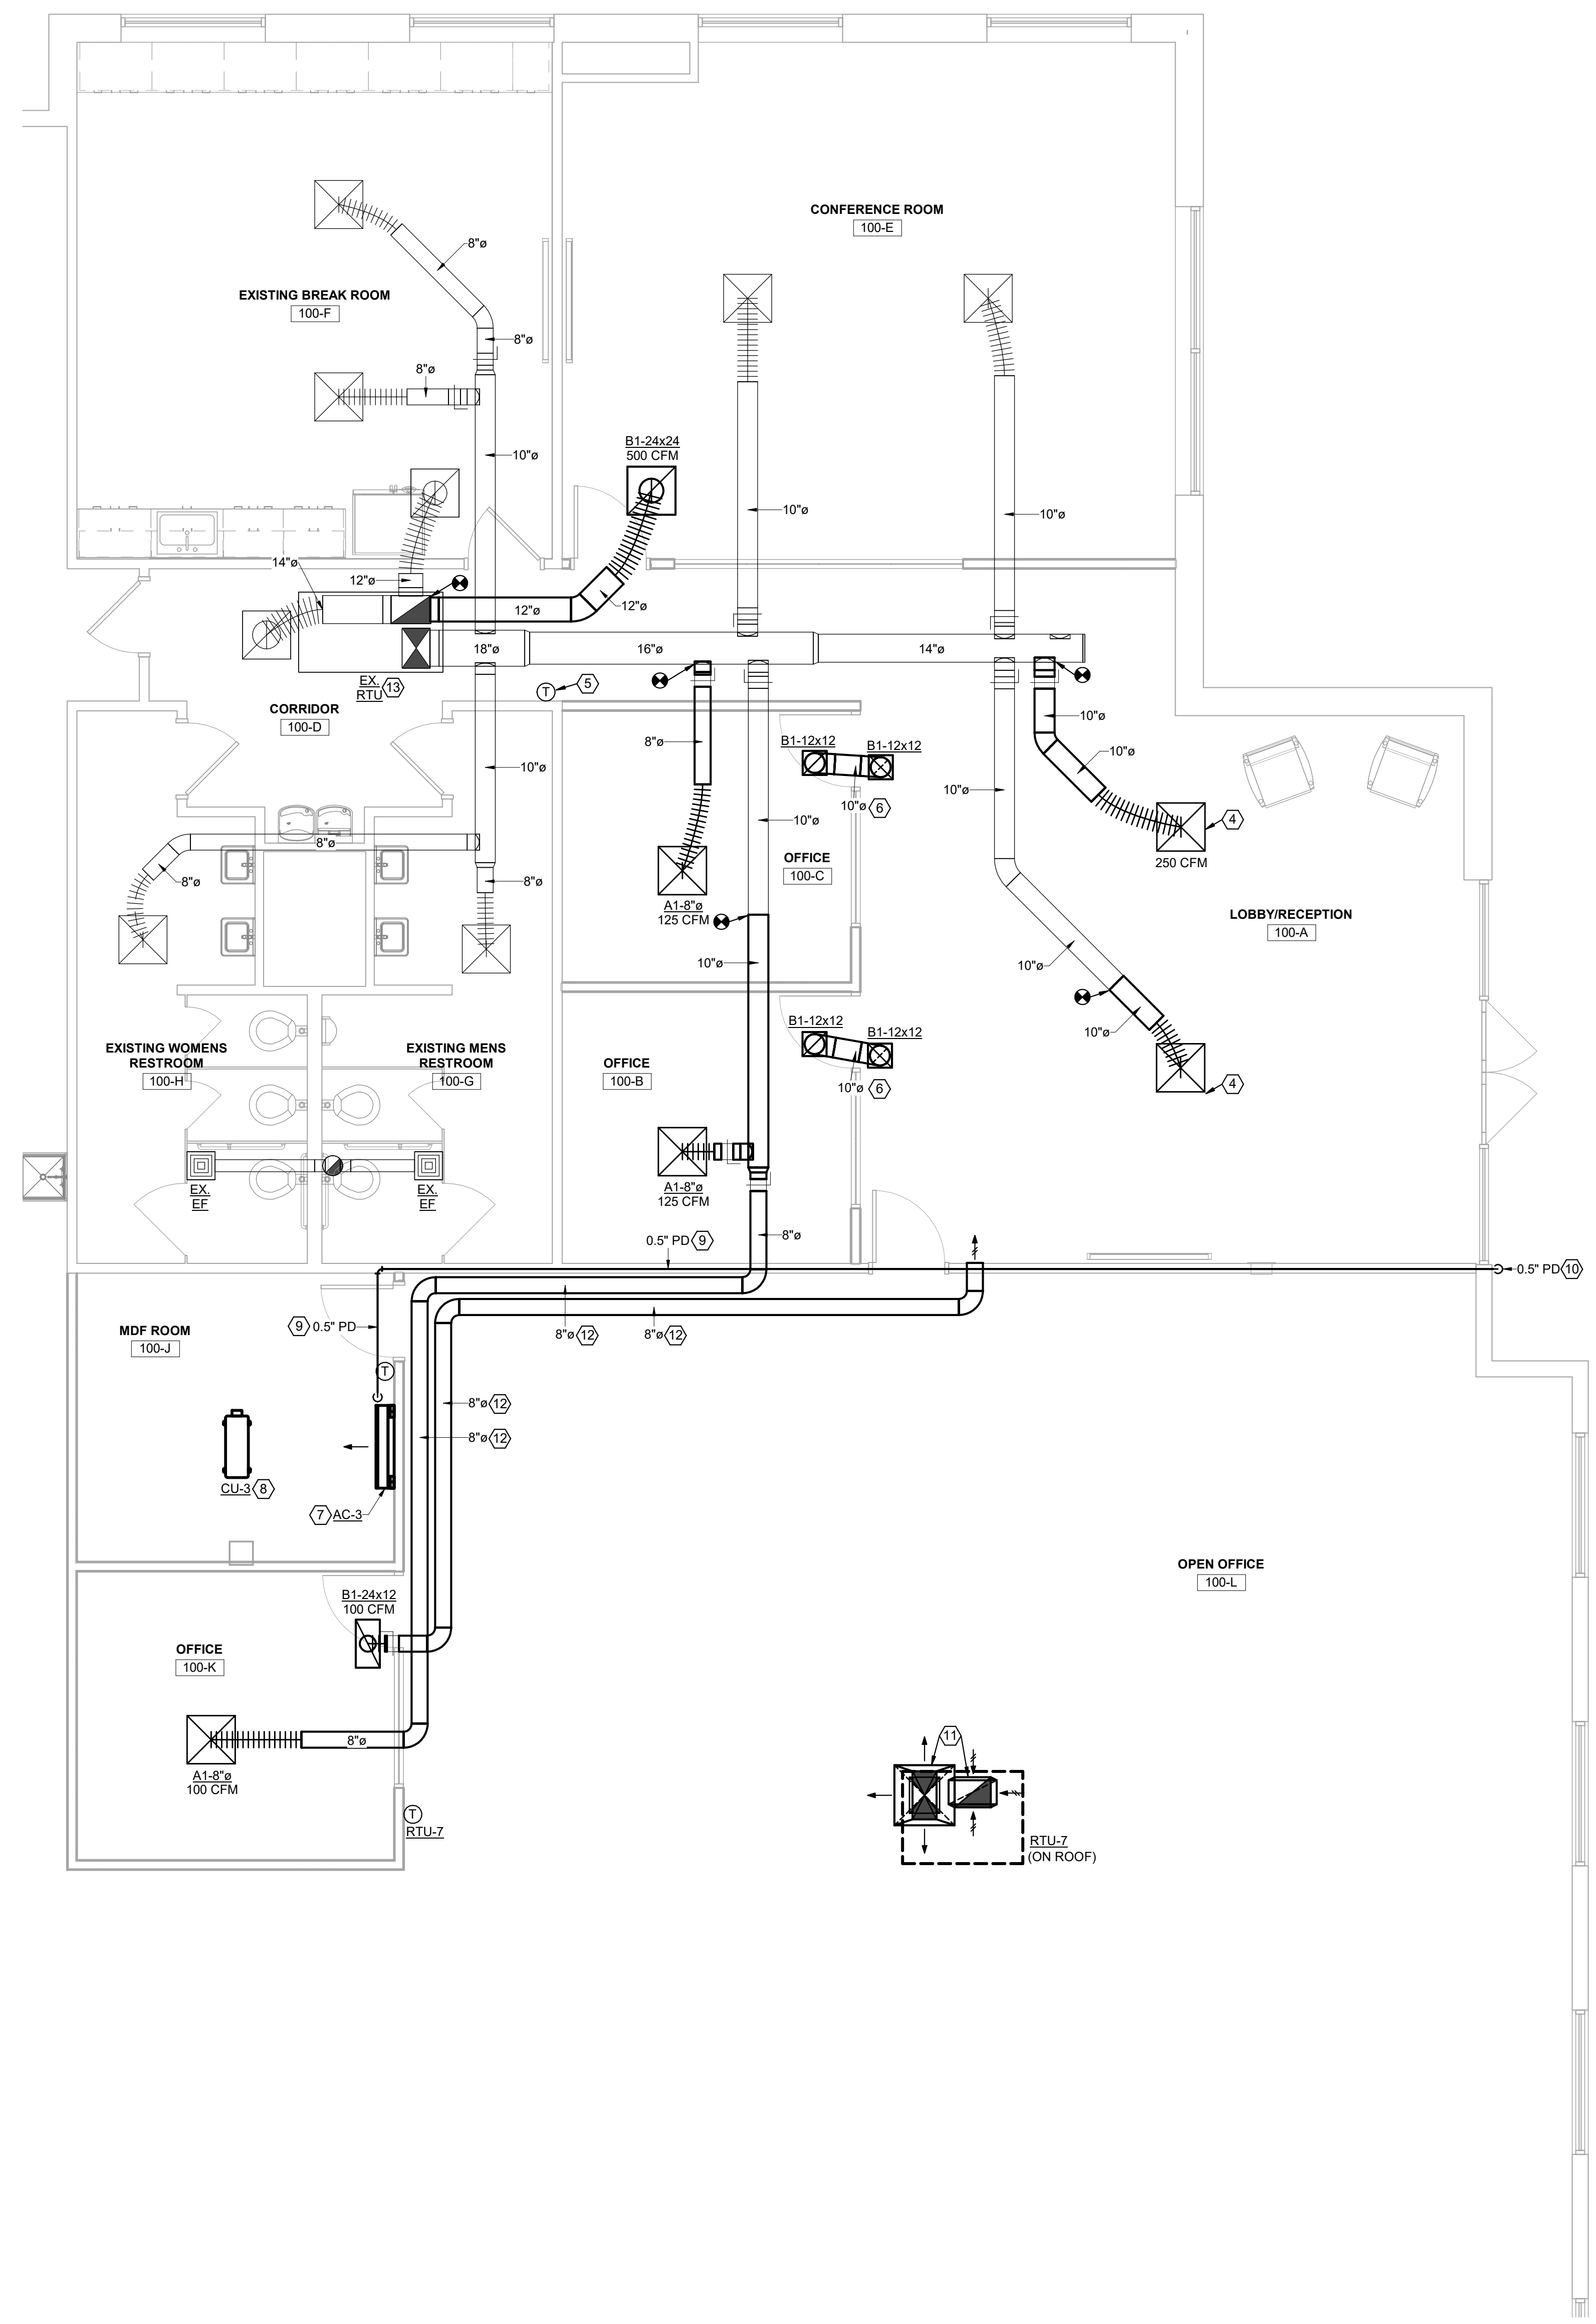 CONFERENCE ROOM
100-E
8"ø
EXISTING BREAK ROOM
100-F
8"ø
8"ø
B1-24x24
500 CFM
10"ø
10"ø
10"ø
14"ø
12"ø
12"ø
12"ø
18"ø
16"ø
14"ø
EX.
RTU 13
T 5
CORRIDOR
100-D
10"ø
8"ø
B1-12x12
B1-12x12
10"ø
10"ø 6
10"ø
10"ø
10"ø
10"ø
4
250 CFM
8"ø
8"ø
8"ø
OFFICE
100-C
A1-8"ø
125 CFM
LOBBY/RECEPTION
100-A
10"ø
10"ø
10"ø
B1-12x12
B1-12x12
10"ø 6
4
EXISTING WOMENS
RESTROOM
100-H
EXISTING MENS
RESTROOM
100-G
OFFICE
100-B
A1-8"ø
125 CFM
EX.
EF
EX.
EF
8"ø
0.5" PD 9
0.5" PD 10
9 0.5" PD
MDF ROOM
100-J
8"ø 12
8"ø 12
T
8"ø 12
8"ø 12
CU-3 8
7 AC-3
OPEN OFFICE
100-L
B1-24x12
100 CFM
OFFICE
100-K
8"ø
A1-8"ø
100 CFM
11
T
RTU-7
RTU-7
(ON ROOF)